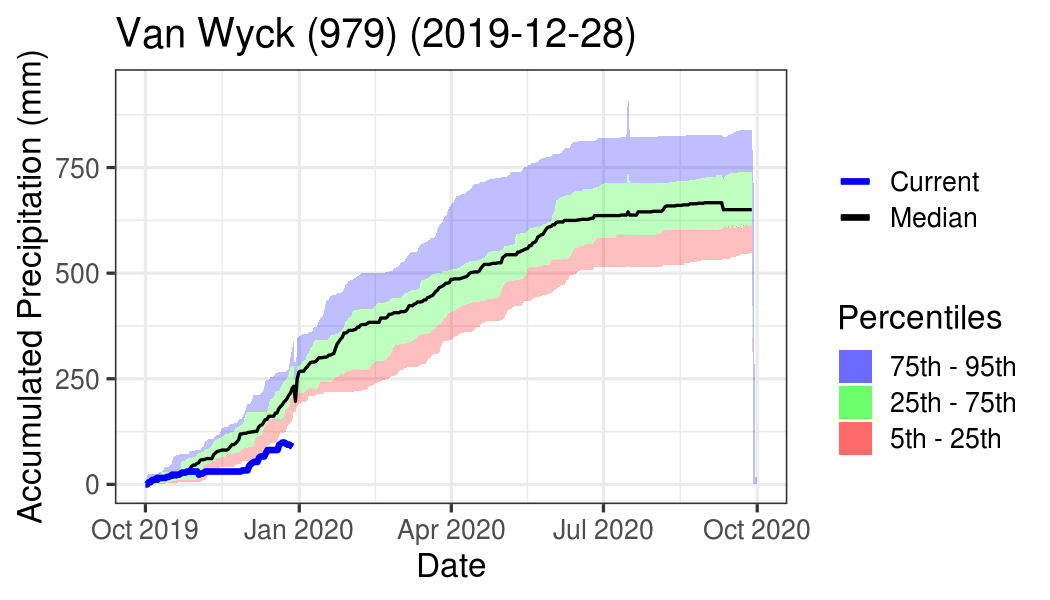 Van Wyck (979) (2019-12-28)
Accumulated Precipitation (mm)
750
500
250
0
Oct 2019 Jan 2020 Apr 2020 Jul 2020 Oct 2020
Date
Current
Median
Percentiles
75th - 95th
25th - 75th
5th - 25th